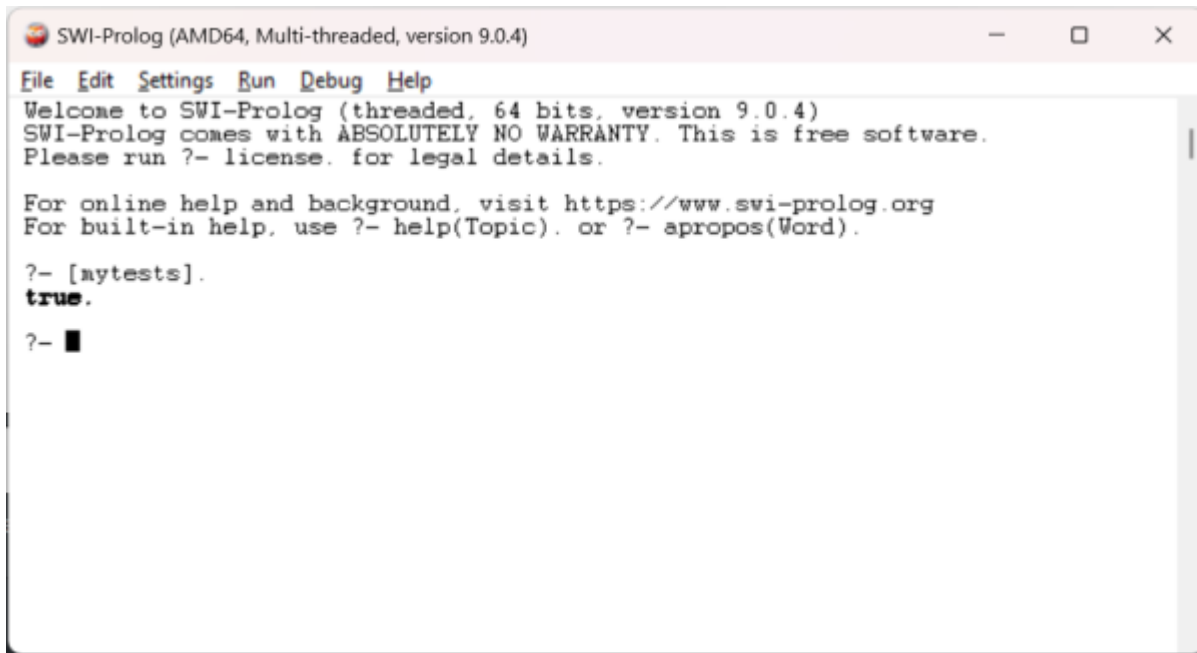 SWI-Prolog (AMD64, Multi-threaded, version 9.0.4)
File Edit Settings Run Debug Help
Welcome to SWI-Prolog (threaded, 64 bits, version 9.0.4)
SWI-Prolog comes with ABSOLUTELY NO WARRANTY. This is free software.
Please run ?- license. for legal details.
For online help and background, visit https://www.swi-prolog.org
For built-in help, use ?- help(Topic). or ?- apropos(Word).
?- [mytests].
true.
?-